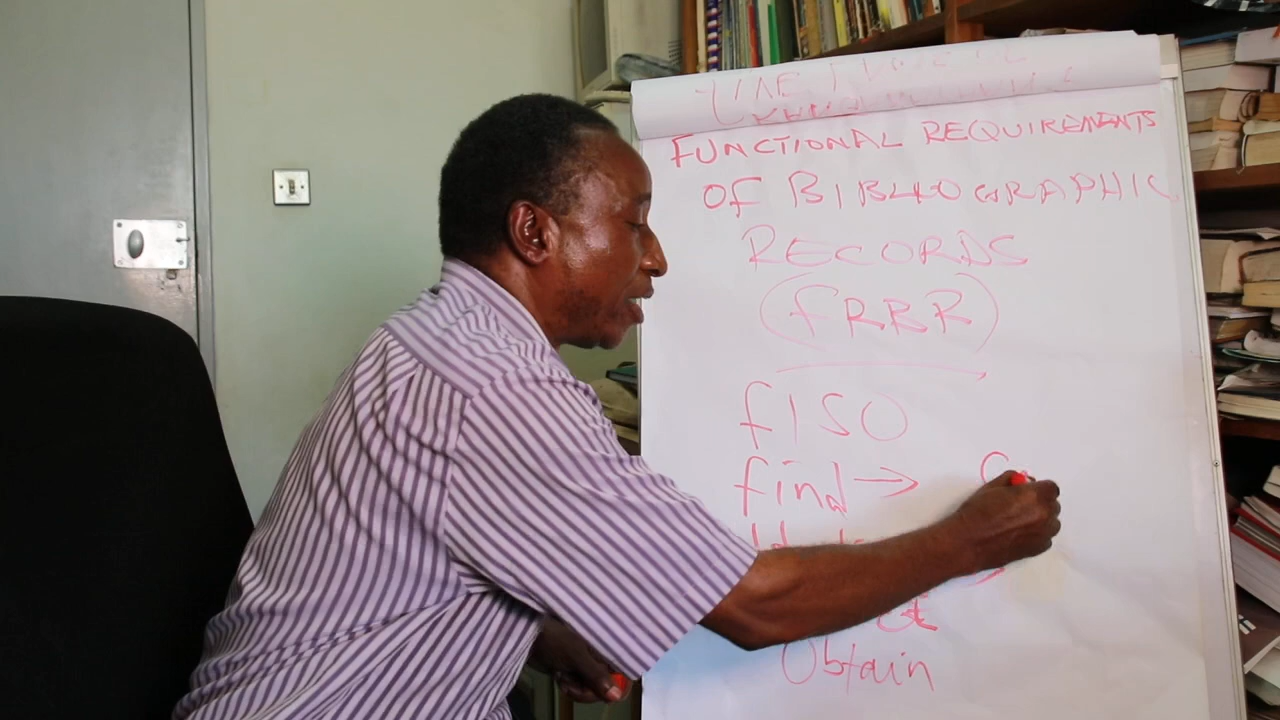 FUNCTIONAL REQUIREMENTS
OF BIBLIOGRAPHIC
RECORDS
(FRBR)
FISO
find →
Obtain